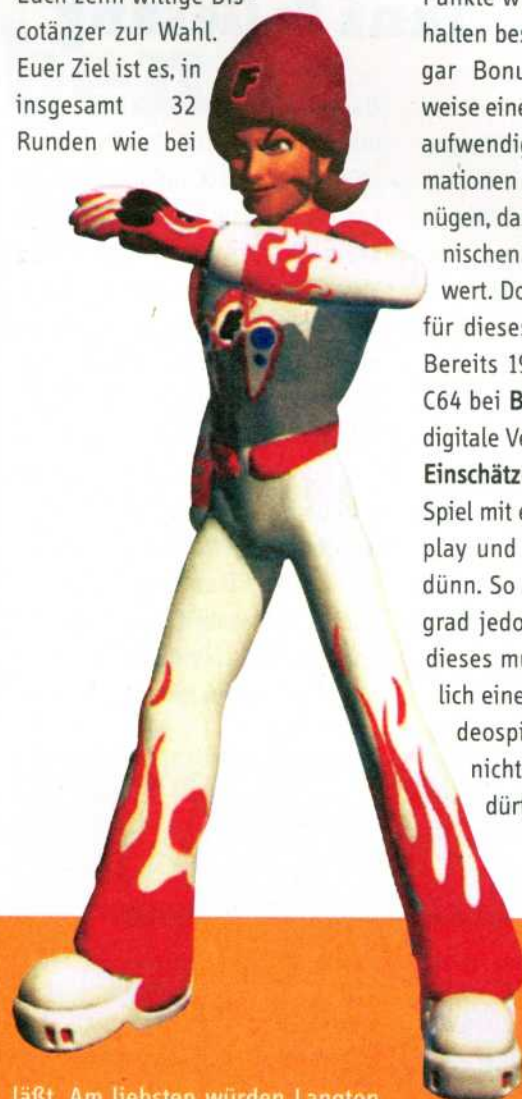 cotänzer zur Wahl.
Euer Ziel ist es, in
insgesamt 32
Runden wie bei
F
halten bes
gar Bonu
weise eine
aufwendig
mationen
nügen, da
nischen
wert. Do
für dieses
Bereits 19
C64 bei B
digitale Ve
Einschätz
Spiel mit e
play und
dünn. So
grad jedo
dieses mu
lich eine
deospi
nicht
dürf
läßt. Am liebsten würden Langton